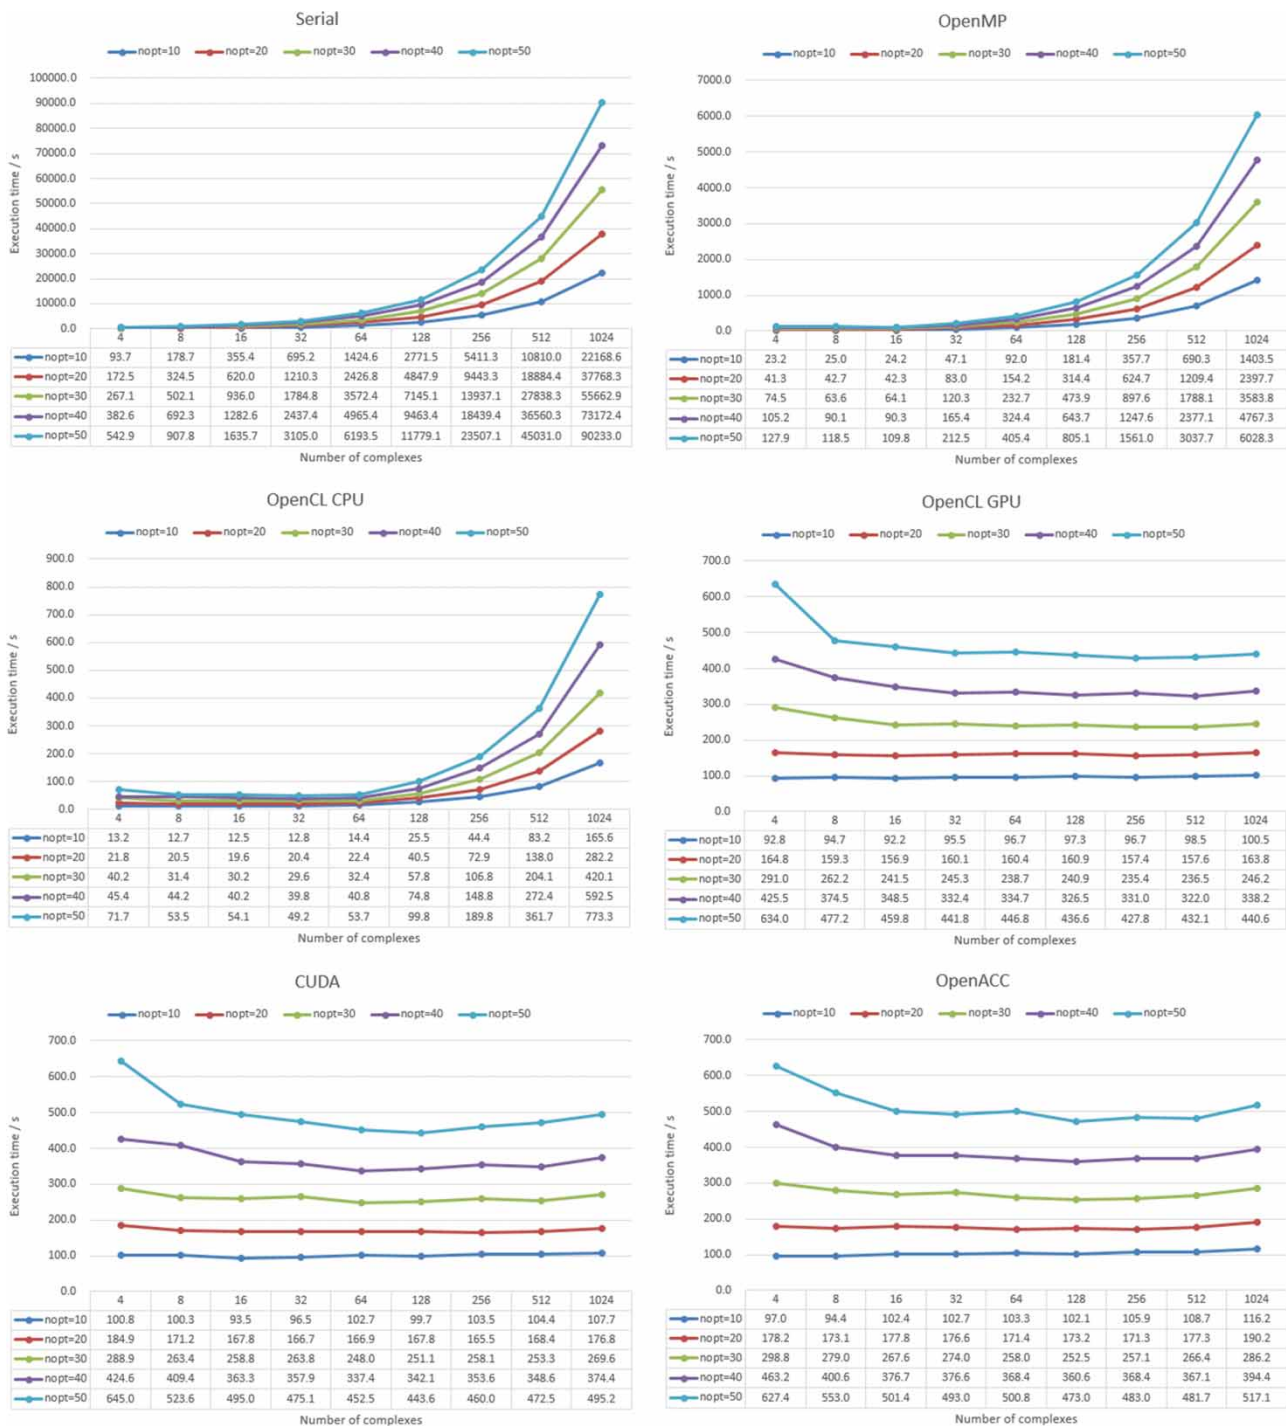 Serial
nopt=10 nopt=20 nopt=30 nopt=40 nopt=50
100000.0
90000.0
80000.0
70000.0
60000.0
50000.0
40000.0
30000.0
20000.0
10000.0
0.0
Execution time / s
4 8 16 32 64 128 256 512 1024
nopt=10 93.7 178.7 355.4 695.2 1424.6 2771.5 5411.3 10810.0 22168.6
nopt=20 172.5 324.5 620.0 1210.3 2426.8 4847.9 9443.3 18884.4 37768.3
nopt=30 267.1 502.1 936.0 1784.8 3572.4 7145.1 13937.1 27838.3 55662.9
nopt=40 382.6 692.3 1282.6 2437.4 4965.4 9463.4 18439.4 36560.3 73172.4
nopt=50 542.9 907.8 1635.7 3105.0 6193.5 11779.1 23507.1 45031.0 90233.0
Number of complexes
OpenMP
nopt=10 nopt=20 nopt=30 nopt=40 nopt=50
7000.0
6000.0
5000.0
4000.0
3000.0
2000.0
1000.0
0.0
Execution time / s
4 8 16 32 64 128 256 512 1024
nopt=10 23.2 25.0 24.2 47.1 92.0 181.4 357.7 690.3 1403.5
nopt=20 41.3 42.7 42.3 83.0 154.2 314.4 624.7 1209.4 2397.7
nopt=30 74.5 63.6 64.1 120.3 232.7 473.9 897.6 1788.1 3583.8
nopt=40 105.2 90.1 90.3 165.4 324.4 643.7 1247.6 2377.1 4767.3
nopt=50 127.9 118.5 109.8 212.5 405.4 805.1 1561.0 3037.7 6028.3
Number of complexes
OpenCL CPU
nopt=10 nopt=20 nopt=30 nopt=40 nopt=50
900.0
800.0
700.0
600.0
500.0
400.0
300.0
200.0
100.0
0.0
Execution time / s
4 8 16 32 64 128 256 512 1024
nopt=10 13.2 12.7 12.5 12.8 14.4 25.5 44.4 83.2 165.6
nopt=20 21.8 20.5 19.6 20.4 22.4 40.5 72.9 138.0 282.2
nopt=30 40.2 31.4 30.2 29.6 32.4 57.8 106.8 204.1 420.1
nopt=40 45.4 44.2 40.2 39.8 40.8 74.8 148.8 272.4 592.5
nopt=50 71.7 53.5 54.1 49.2 53.7 99.8 189.8 361.7 773.3
Number of complexes
OpenCL GPU
nopt=10 nopt=20 nopt=30 nopt=40 nopt=50
700.0
600.0
500.0
400.0
300.0
200.0
100.0
0.0
Execution time / s
4 8 16 32 64 128 256 512 1024
nopt=10 92.8 94.7 92.2 95.5 96.7 97.3 96.7 98.5 100.5
nopt=20 164.8 159.3 156.9 160.1 160.4 160.9 157.4 157.6 163.8
nopt=30 291.0 262.2 241.5 245.3 238.7 240.9 235.4 236.5 246.2
nopt=40 425.5 374.5 348.5 332.4 334.7 326.5 331.0 322.0 338.2
nopt=50 634.0 477.2 459.8 441.8 446.8 436.6 427.8 432.1 440.6
Number of complexes
CUDA
nopt=10 nopt=20 nopt=30 nopt=40 nopt=50
700.0
600.0
500.0
400.0
300.0
200.0
100.0
0.0
Execution time / s
4 8 16 32 64 128 256 512 1024
nopt=10 100.8 100.3 93.5 96.5 102.7 99.7 103.5 104.4 107.7
nopt=20 184.9 171.2 167.8 166.7 166.9 167.8 165.5 168.4 176.8
nopt=30 288.9 263.4 258.8 263.8 248.0 251.1 258.1 253.3 269.6
nopt=40 424.6 409.4 363.3 357.9 337.4 342.1 353.6 348.6 374.4
nopt=50 645.0 523.6 495.0 475.1 452.5 443.6 460.0 472.5 495.2
Number of complexes
OpenACC
nopt=10 nopt=20 nopt=30 nopt=40 nopt=50
700.0
600.0
500.0
400.0
300.0
200.0
100.0
0.0
Execution time / s
4 8 16 32 64 128 256 512 1024
nopt=10 97.0 94.4 102.4 102.7 103.3 102.1 105.9 108.7 116.2
nopt=20 178.2 173.1 177.8 176.6 171.4 173.2 171.3 177.3 190.2
nopt=30 298.8 279.0 267.6 274.0 258.0 252.5 257.1 266.4 286.2
nopt=40 463.2 400.6 376.7 376.6 368.4 360.6 368.4 367.1 394.4
nopt=50 627.4 553.0 501.4 493.0 500.8 473.0 483.0 481.7 517.1
Number of complexes